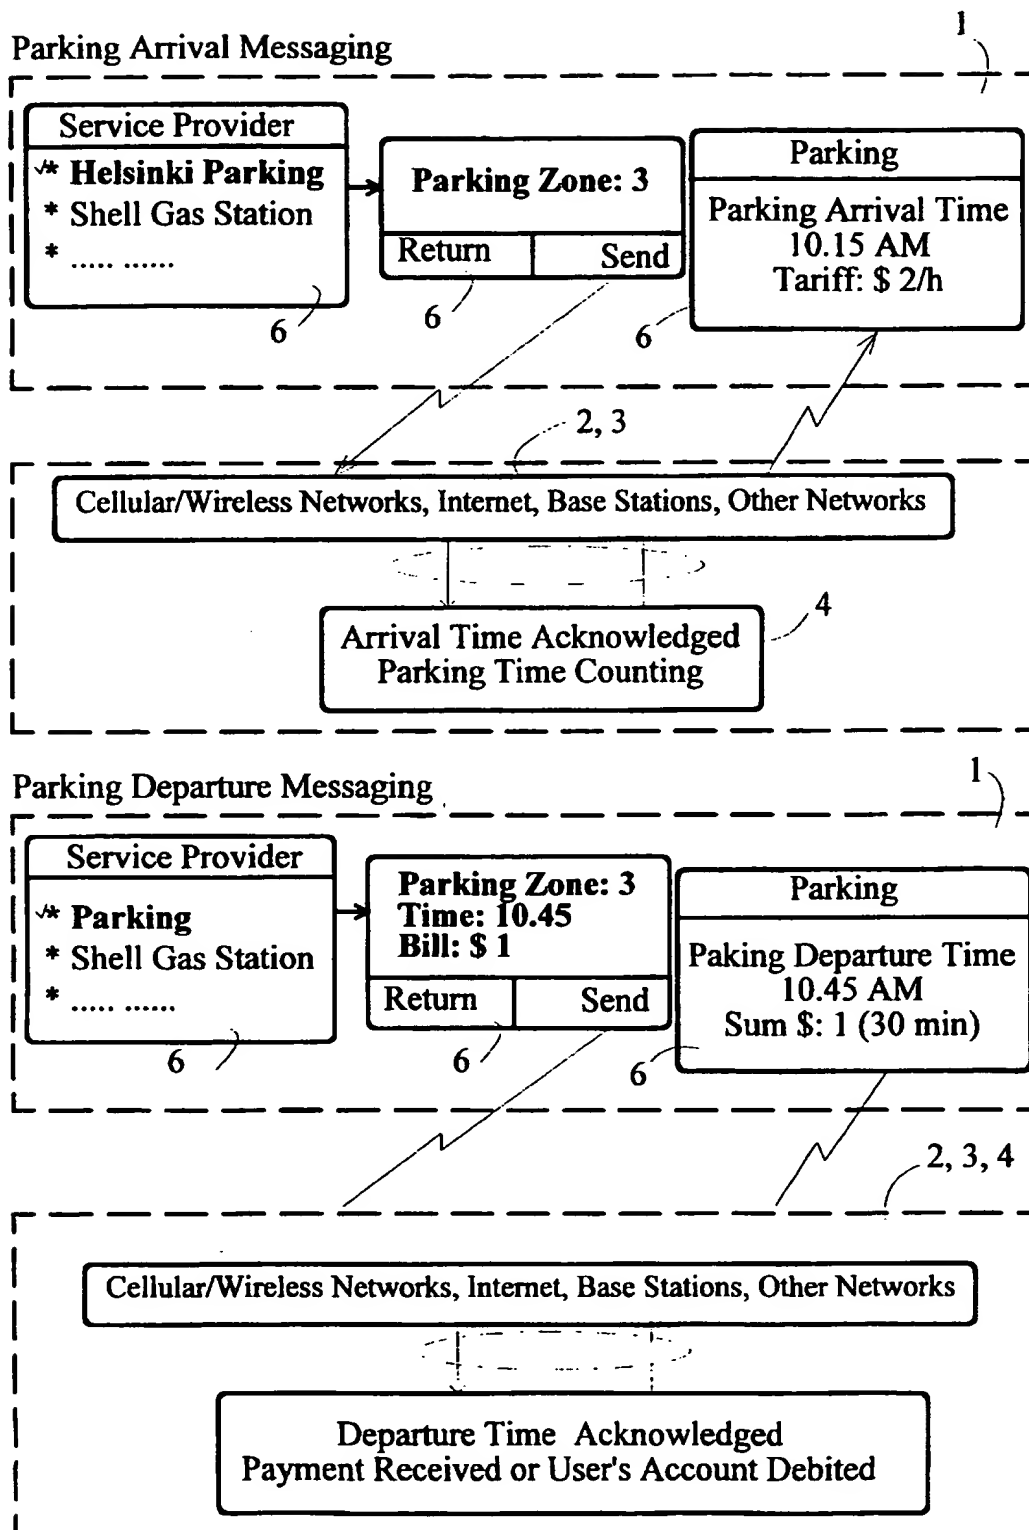 1
Parking Arrival Messaging
Service Provider
* Helsinki Parking
* Shell Gas Station
* ..... ......
6
Parking Zone: 3
Return Send
6
Parking
Parking Arrival Time
10.15 AM
Tariff: $ 2/h
6
2, 3
Cellular/Wireless Networks, Internet, Base Stations, Other Networks
4
Arrival Time Acknowledged
Parking Time Counting
Parking Departure Messaging
1
Service Provider
* Parking
* Shell Gas Station
* ..... ......
6
Parking Zone: 3
Time: 10.45
Bill: $ 1
Return Send
6
Parking
Paking Departure Time
10.45 AM
Sum $: 1 (30 min)
6
2, 3, 4
Cellular/Wireless Networks, Internet, Base Stations, Other Networks
Departure Time Acknowledged
Payment Received or User's Account Debited